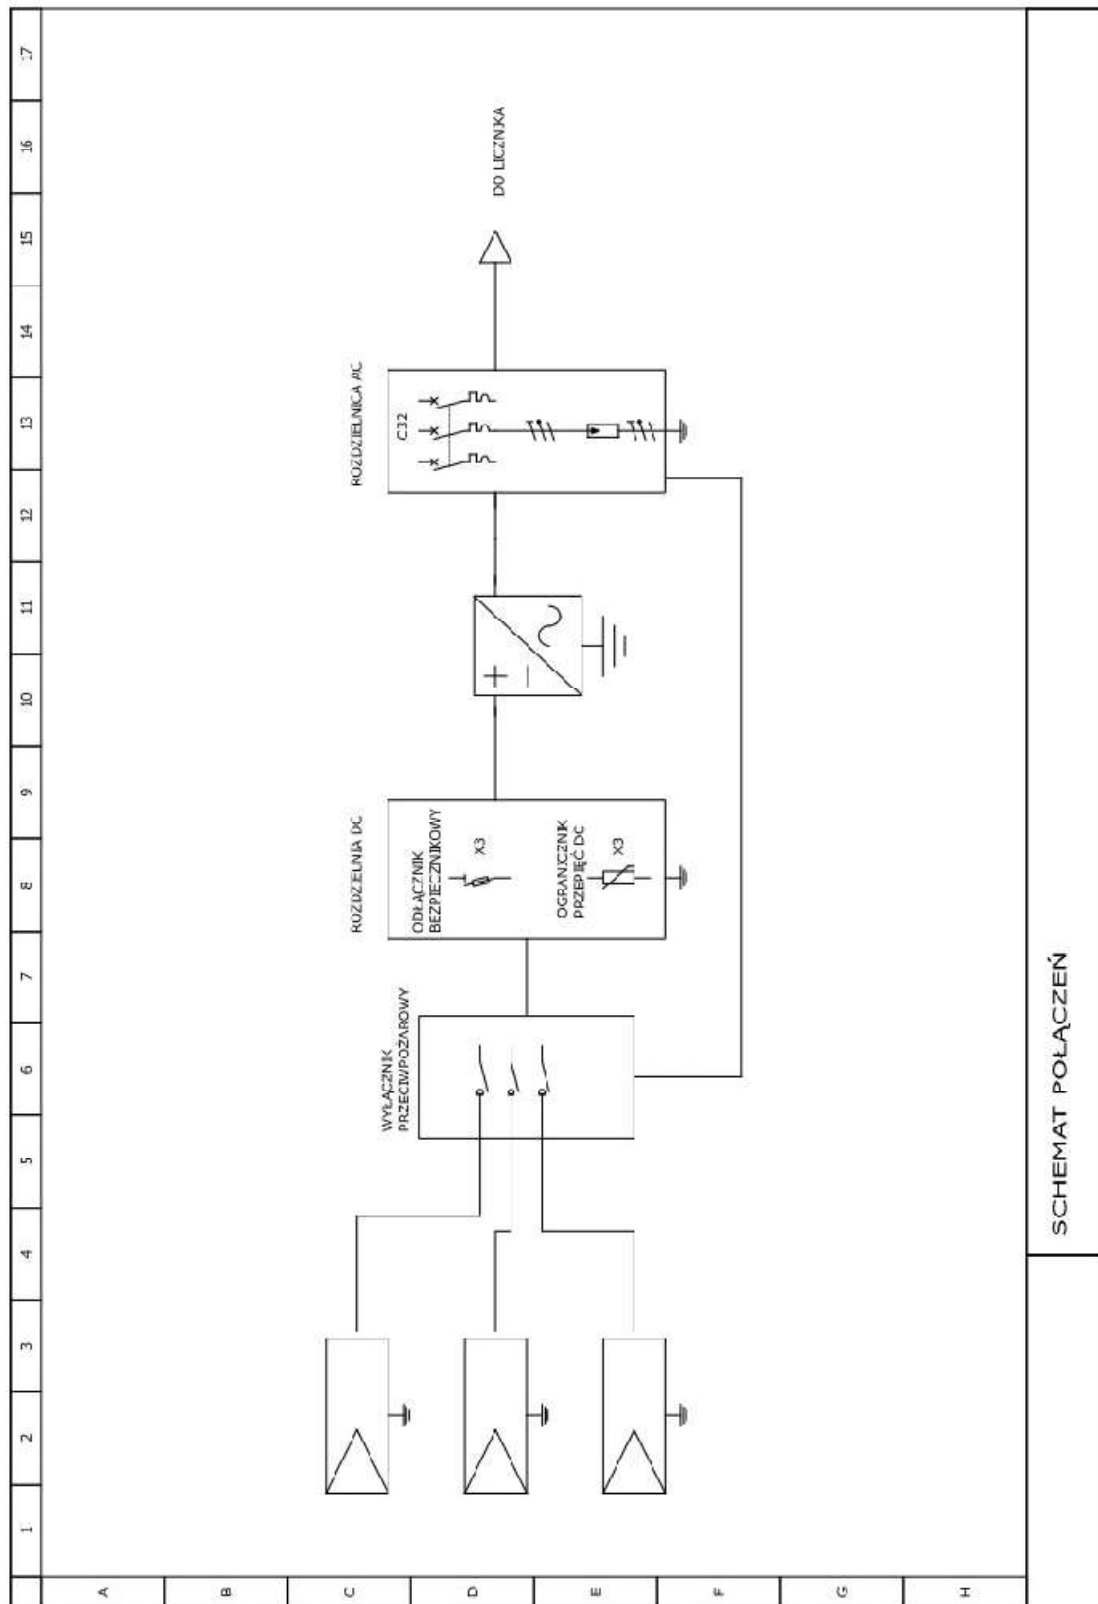 1
2
3
4
5
6
7
8
9
10
11
12
13
14
15
16
17
A
B
C
D
E
F
G
H
WYŁĄCZNIK
PRZECIWPOŻAROWY
ROZDZIELNIA DC
ODŁĄCZNIK
BEZPIECZNIKOWY
X3
OGRANICZNIK
PRZEPIĘĆ DC
X3
ROZDZIELNICA AC
C32
DO LICZNIKA
SCHEMAT POŁĄCZEŃ